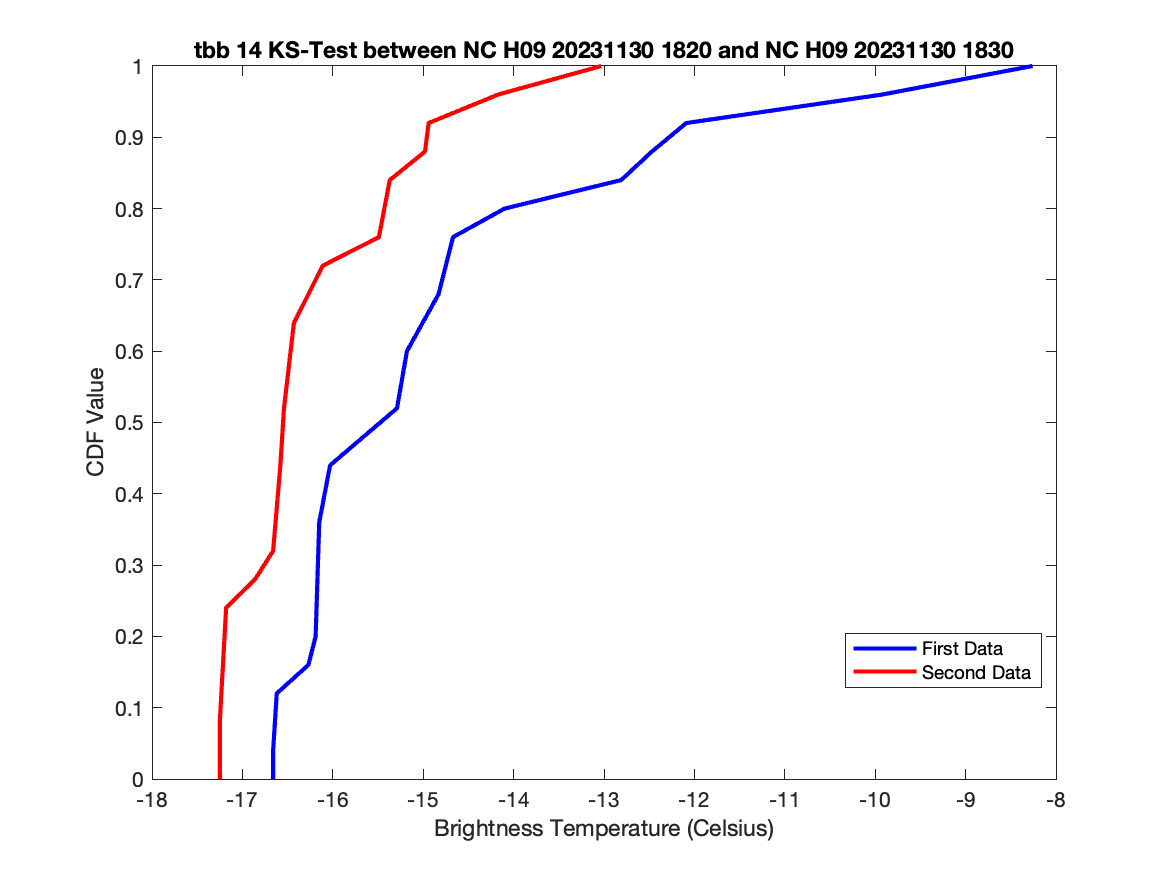 tbb 14 KS-Test between NC H09 20231130 1820 and NC H09 20231130 1830
1
0.9
0.8
0.7
0.6
0.5
0.4
0.3
0.2
0.1
0
CDF Value
First Data
Second Data
-18 -17 -16 -15 -14 -13 -12 -11 -10 -9 -8
Brightness Temperature (Celsius)